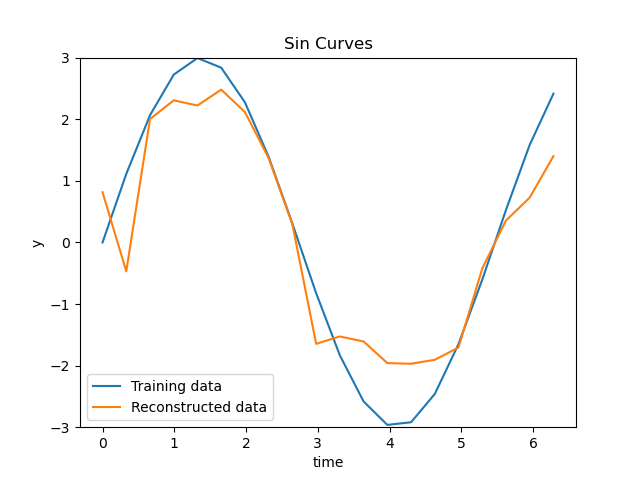 Sin Curves
3
2
1
0
−1
−2
−3
y
Training data
Reconstructed data
0 1 2 3 4 5 6
time